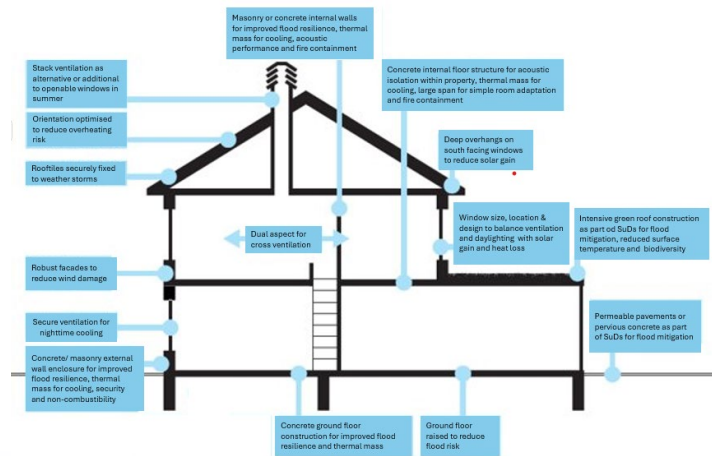 Masonry or concrete internal walls
for improved flood resilience, thermal
mass for cooling, acoustic
performance and fire containment
Stack ventilation as
alternative or additional
to openable windows in
summer
Concrete internal floor structure for acoustic
isolation within property, thermal mass for
cooling, large span for simple room adaptation
and fire containment
Orientation optimised
to reduce overheating
risk
Deep overhangs on
south facing windows
to reduce solar gain
Rooftiles securely fixed
to weather storms
Dual aspect for
cross ventilation
Window size, location &
design to balance ventilation
and daylighting with solar
gain and heat loss
Intensive green roof construction
as part od SuDs for flood
mitigation, reduced surface
temperature and biodiversity
Robust facades to
reduce wind damage
Secure ventilation for
nighttime cooling
Permeable pavements or
pervious concrete as part
of SuDs for flood mitigation
Concrete/ masonry external
wall enclosure for improved
flood resilience, thermal
mass for cooling, security
and non-combustibility
Concrete ground floor
construction for improved flood
resilience and thermal mass
Ground floor
raised to reduce
flood risk